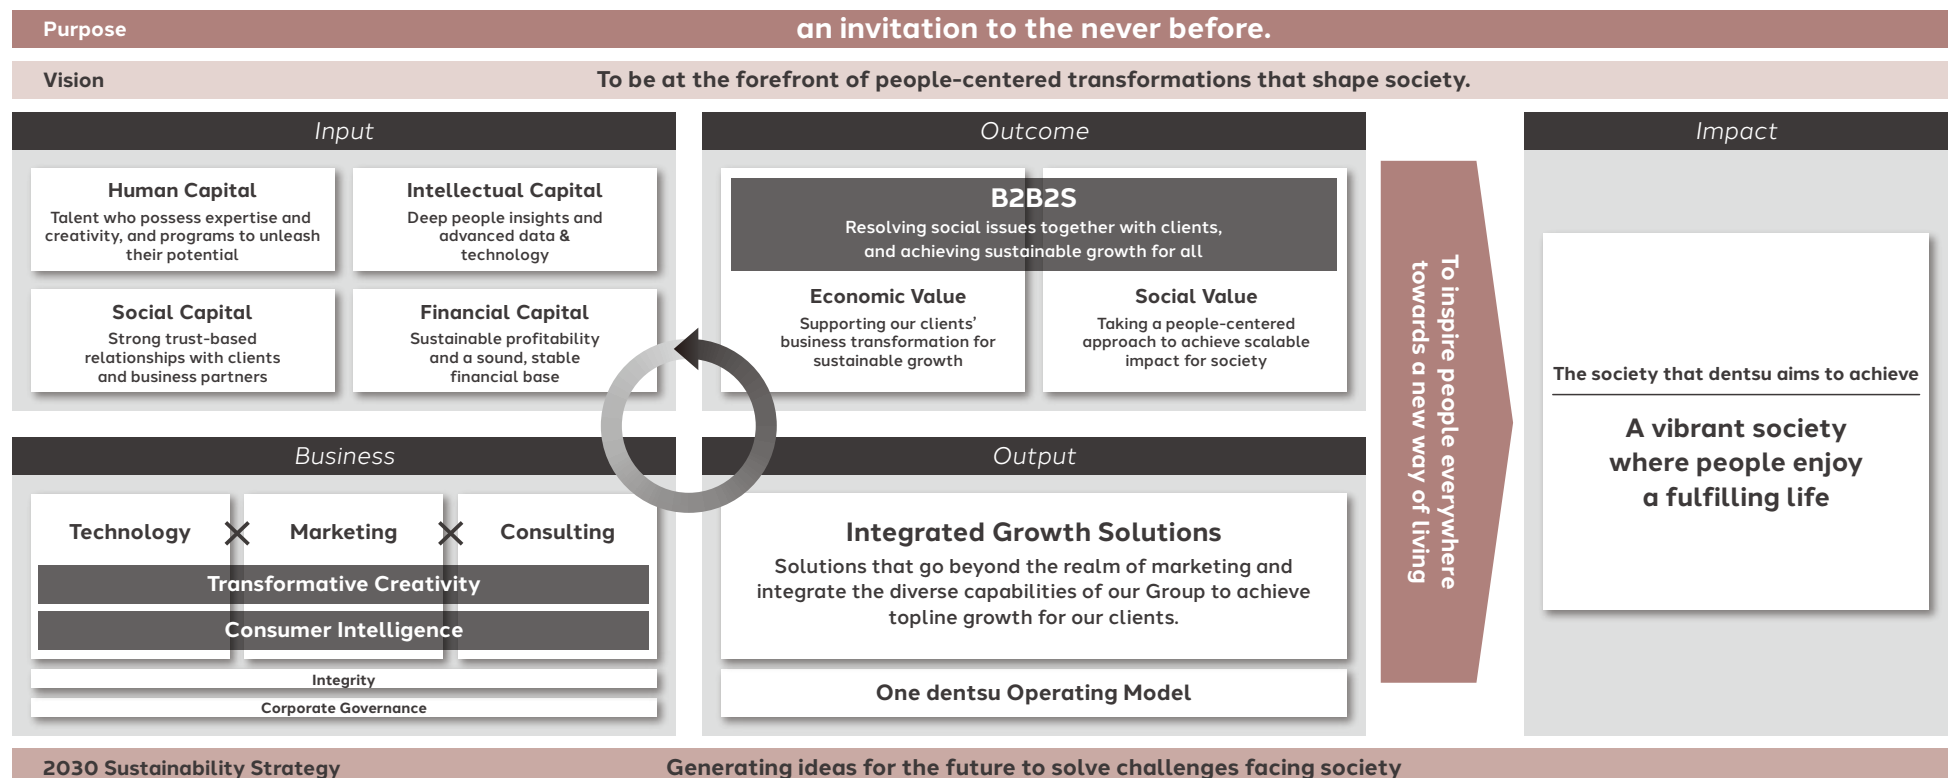 Purpose
an invitation to the never before.
Vision
To be at the forefront of people-centered transformations that shape society.
Input
Human Capital
Talent who possess expertise and
creativity, and programs to unleash
their potential
Intellectual Capital
Deep people insights and
advanced data &
technology
Social Capital
Strong trust-based
relationships with clients
and business partners
Financial Capital
Sustainable profitability
and a sound, stable
financial base
Business
Technology
Marketing
Consulting
Transformative Creativity
Consumer Intelligence
Integrity
Corporate Governance
Outcome
B2B2S
Resolving social issues together with clients,
and achieving sustainable growth for all
Economic Value
Supporting our clients’
business transformation for
sustainable growth
Social Value
Taking a people-centered
approach to achieve scalable
impact for society
Output
Integrated Growth Solutions
Solutions that go beyond the realm of marketing and
integrate the diverse capabilities of our Group to achieve
topline growth for our clients.
One dentsu Operating Model
To inspire people everywhere
towards a new way of living
Impact
The society that dentsu aims to achieve
A vibrant society
where people enjoy
a fulfilling life
2030 Sustainability Strategy
Generating ideas for the future to solve challenges facing society